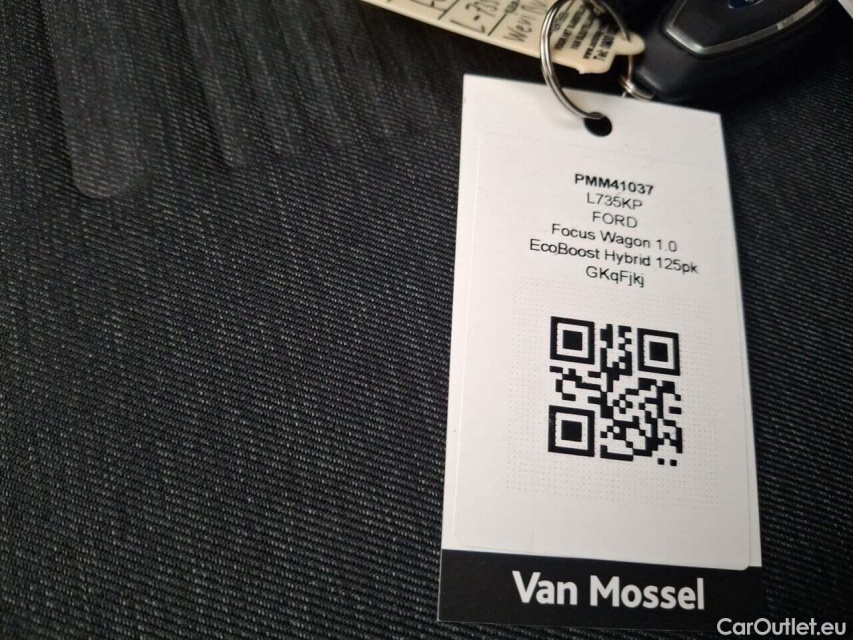 PMM41037
L735KP
FORD
Focus Wagon 1.0
EcoBoost Hybrid 125pk
GKqFjkj
Van Mossel
CarOutlet.eu